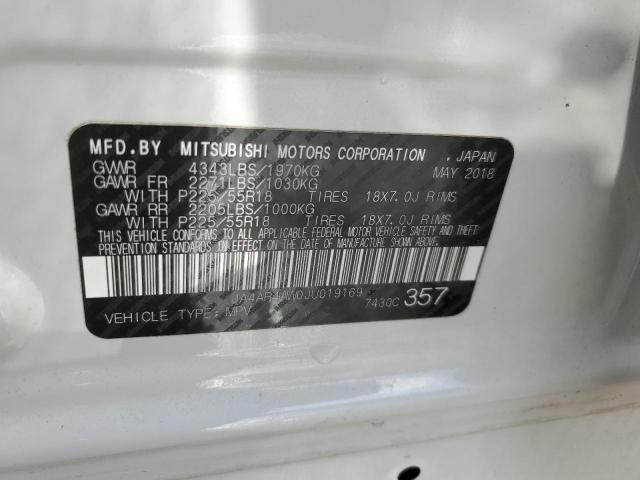 MFD.BY MITSUBISHI MOTORS CORPORATION . JAPAN
GVWR 4343LBS/1970KG MAY 2018
GAWR FR 2271LBS/1030KG
WITH P225/55R18 TIRES 18X7.0J RIMS
GAWR RR 2205LBS/1000KG
WITH P225/55R18 TIRES 18X7.0J RIMS
THIS VEHICLE CONFORMS TO ALL APPLICABLE FEDERAL MOTOR VEHICLE SAFETY AND THEFT
PREVENTION STANDARDS IN EFFECT ON THE DATE OF MANUFACTURE SHOWN ABOVE.
JA4AR4AW0JU019169
VEHICLE TYPE: MPV 7430C 357